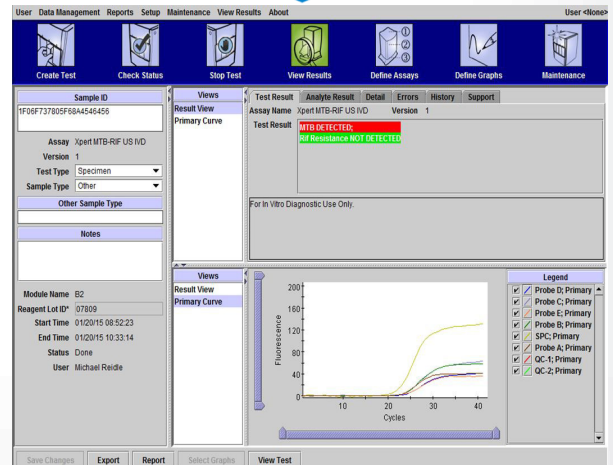 User Data Management Reports Setup Maintenance View Results About User <None>
Create Test Check Status Stop Test View Results Define Assays Define Graphs Maintenance
Sample ID
1F06F737805F68A4546456
Assay Xpert MTB-RIF US IVD
Version 1
Test Type Specimen
Sample Type Other
Other Sample Type
Notes
Module Name B2
Reagent Lot ID* 07809
Start Time 01/20/15 08:52:23
End Time 01/20/15 10:33:14
Status Done
User Michael Reidle
Views
Result View
Primary Curve
Test Result Analyte Result Detail Errors History Support
Assay Name Xpert MTB-RIF US IVD Version 1
Test Result MTB DETECTED;
Rif Resistance NOT DETECTED
For In Vitro Diagnostic Use Only.
Views
Result View
Primary Curve
200
160
120
80
40
0
Fluorescence
10 20 30 40
Cycles
Legend
Probe D; Primary
Probe C; Primary
Probe E; Primary
Probe B; Primary
SPC; Primary
Probe A; Primary
QC-1; Primary
QC-2; Primary
Save Changes Export Report Select Graphs View Test